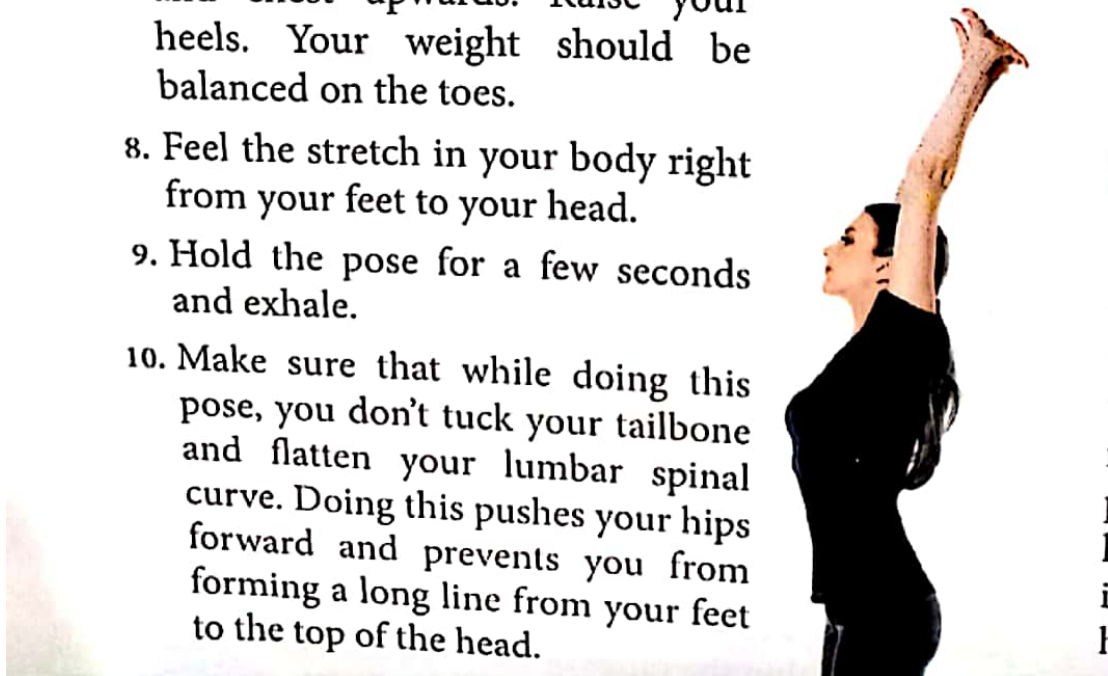 upwards. Raise your
heels. Your weight should be
balanced on the toes.
8. Feel the stretch in your body right
from your feet to your head.
9. Hold the pose for a few seconds
and exhale.
10. Make sure that while doing this
pose, you don't tuck your tailbone
and flatten your lumbar spinal
curve. Doing this pushes your hips
forward and prevents you from
forming a long line from your feet
to the top of the head.